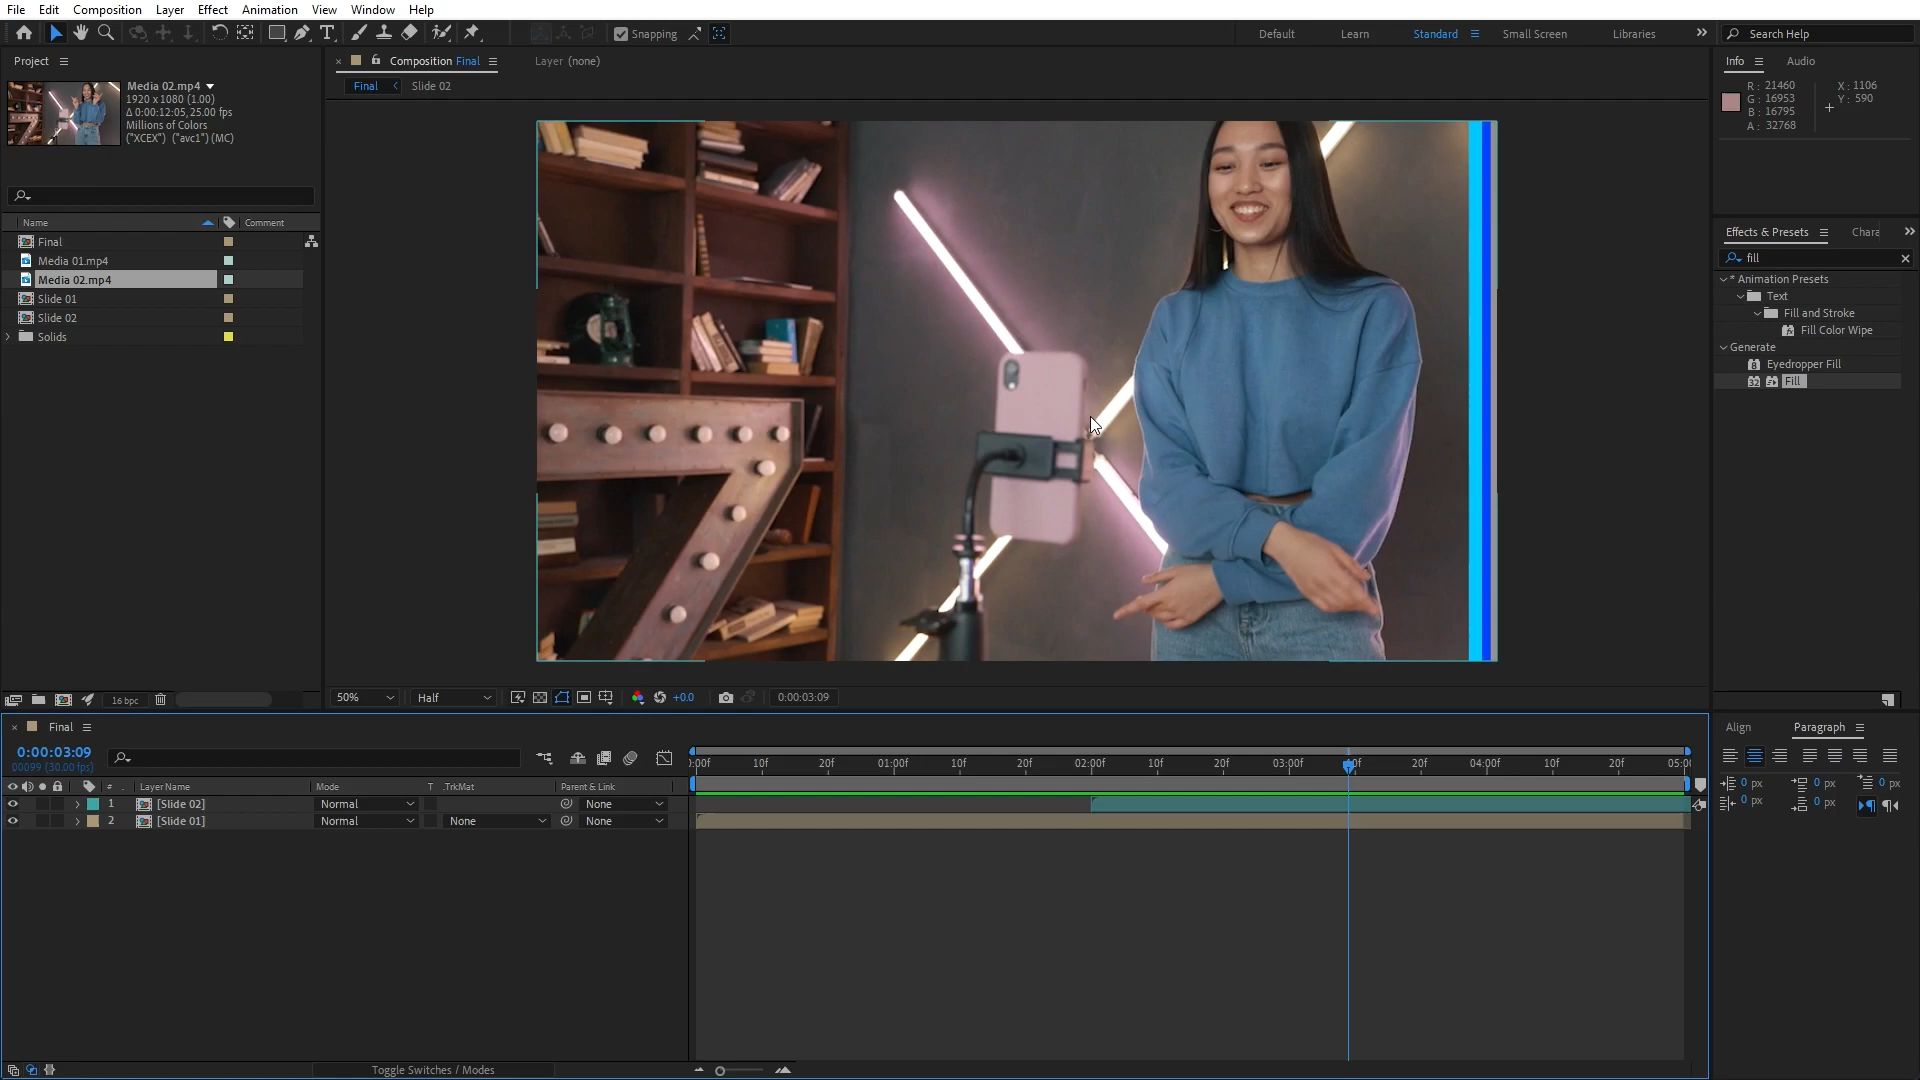 File Edit Composition Layer Effect Animation View Window Help
Snapping Default Learn Standard Small Screen Libraries Search Help
Project
Media 02.mp4
1920 x 1080 (1.00)
Δ 0:00:12:05, 25.00 fps
Millions of Colors
("XCEX") ("avc1") (MC)
Name Comment
Final
Media 01.mp4
Media 02.mp4
Slide 01
Slide 02
Solids
16 bpc
Composition Final Layer (none)
Final Slide 02
50% Half +0.0 0:00:03:09
Info Audio
R : 21460 X : 1106
G : 16953 Y : 590
B : 16795
A : 32768
Effects & Presets Chara
fill
* Animation Presets
Text
Fill and Stroke
Fill Color Wipe
Generate
Eyedropper Fill
Fill
Final
0:00:03:09
00099 (30.00 fps)
:00f 10f 20f 01:00f 10f 20f 02:00f 10f 20f 03:00f 0f 20f 04:00f 10f 20f 05:00
# Layer Name Mode T .TrkMat Parent & Link
1 [Slide 02] Normal None
2 [Slide 01] Normal None None
Toggle Switches / Modes
Align Paragraph
0 px 0 px 0 px
0 px 0 px